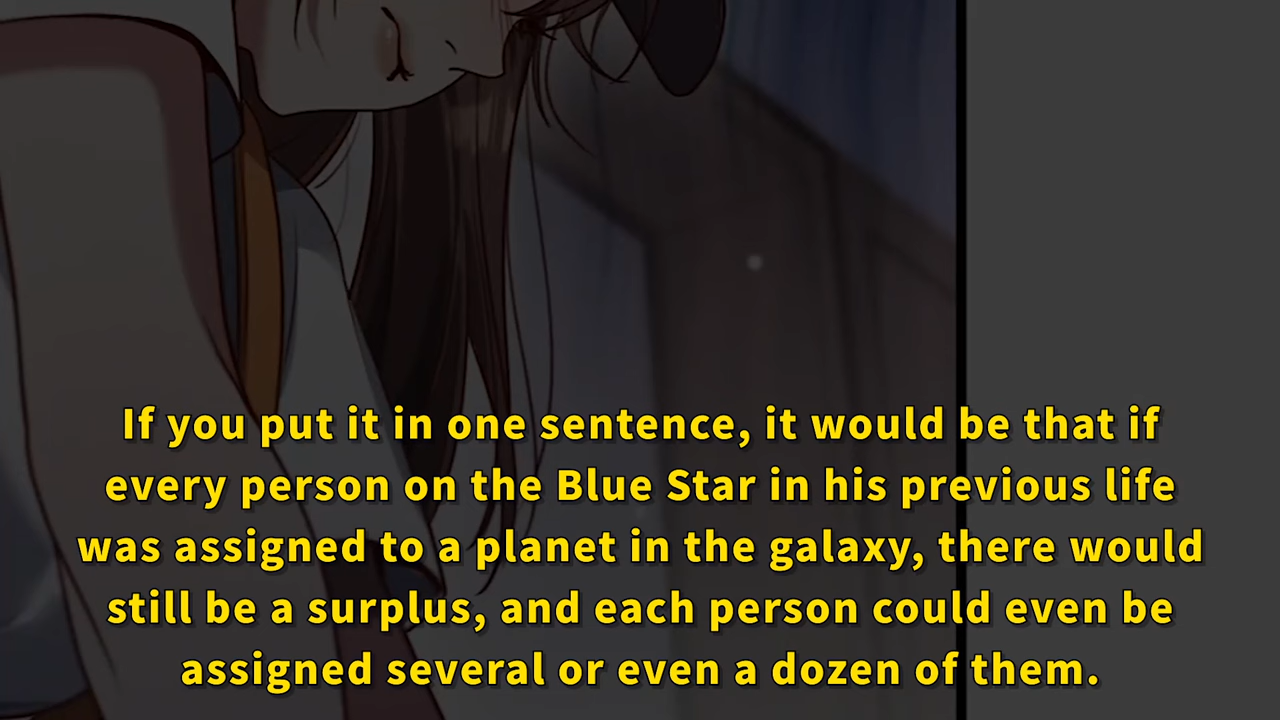 If you put it in one sentence, it would be that if
every person on the Blue Star in his previous life
was assigned to a planet in the galaxy, there would
still be a surplus, and each person could even be
assigned several or even a dozen of them.